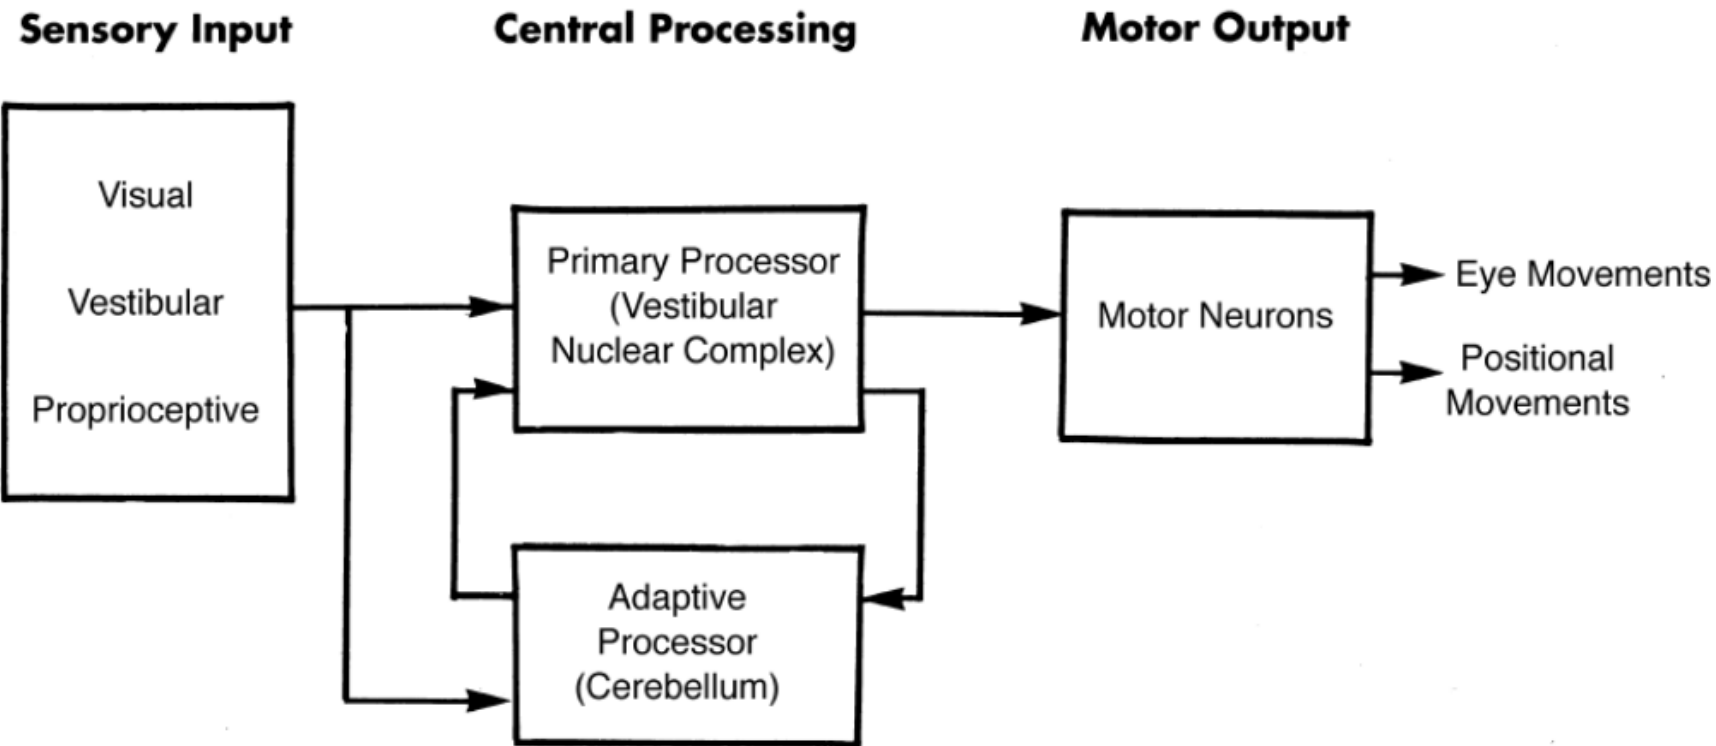 Sensory Input
Central Processing
Motor Output
Visual
Vestibular
Proprioceptive
Primary Processor
(Vestibular
Nuclear Complex)
Adaptive
Processor
(Cerebellum)
Motor Neurons
Eye Movements
Positional
Movements